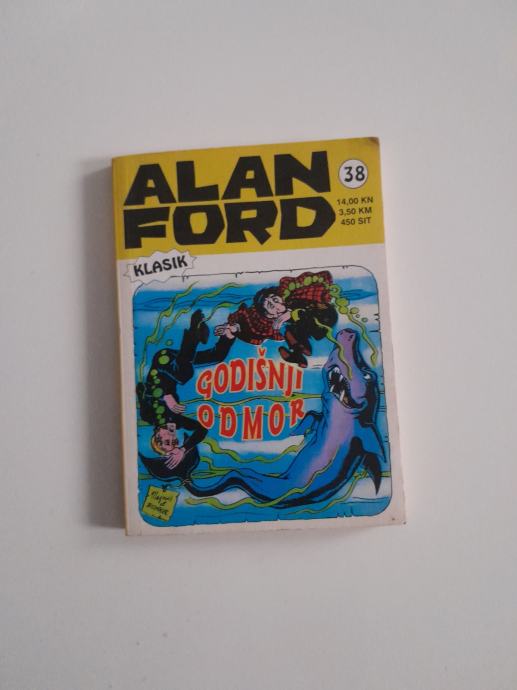 ALAN
FORD
38
14,00 KN
3,50 KM
450 SIT
KLASIK
GODIŠNJI
ODMOR